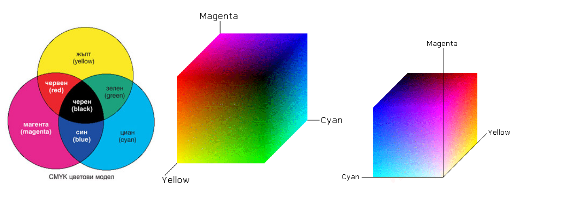 жълт
(yellow)
червен
(red)
зелен
(green)
черен
(black)
магента
(magenta)
син
(blue)
циан
(cyan)
CMYK цветови модел
Magenta
Cyan
Yellow
Magenta
Yellow
Cyan